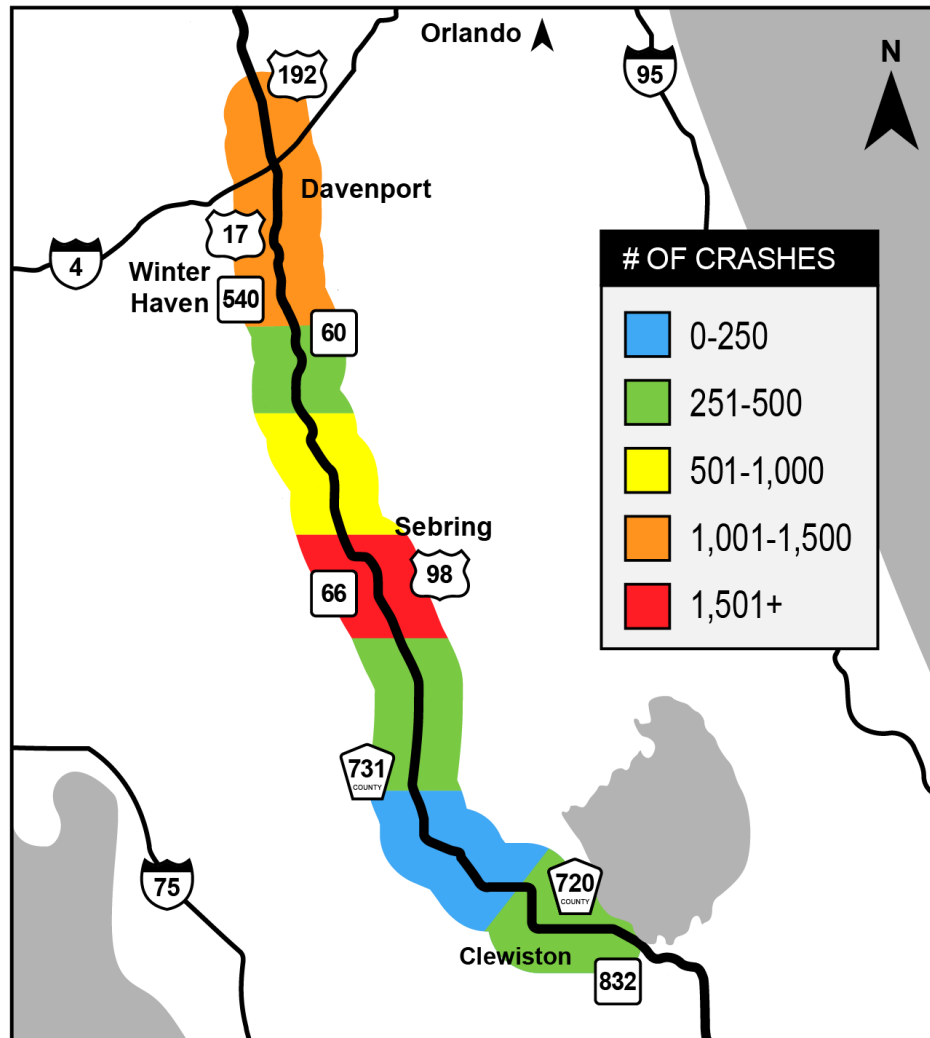 Orlando
N
192
95
Davenport
17
4
Winter
Haven
540
60
# OF CRASHES
0-250
251-500
501-1,000
1,001-1,500
1,501+
Sebring
98
66
731
COUNTY
720
COUNTY
75
Clewiston
832